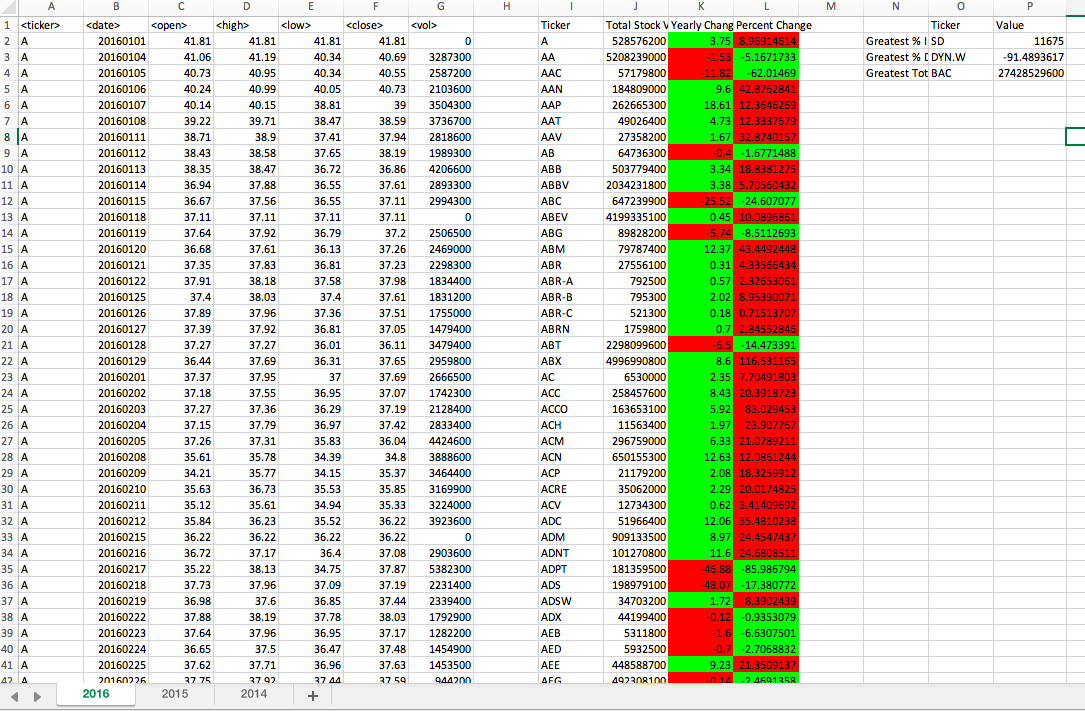 A B C D E F G H I J K L M N O P
1 <ticker> <date> <open> <high> <low> <close> <vol> Ticker Total Stock V Yearly Chang Percent Change Ticker Value
2 A 20160101 41.81 41.81 41.81 41.81 0 A 528576200 3.75 8.96914614 Greatest % I SD 11675
3 A 20160104 41.06 41.19 40.34 40.69 3287300 AA 5208239000 -1.53 -5.1671733 Greatest % D DYN.W -91.4893617
4 A 20160105 40.73 40.95 40.34 40.55 2587200 AAC 57179800 -11.82 -62.01469 Greatest Tot BAC 27428529600
5 A 20160106 40.24 40.99 40.05 40.73 2103600 AAN 184809000 9.6 42.8762841
6 A 20160107 40.14 40.15 38.81 39 3504300 AAP 262665300 18.61 12.3646269
7 A 20160108 39.22 39.71 38.47 38.59 3736700 AAT 49026400 4.73 12.3337679
8 A 20160111 38.71 38.9 37.41 37.94 2818600 AAV 27358200 1.67 32.8740157
9 A 20160112 38.43 38.58 37.65 38.19 1989300 AB 64736300 -0.4 -1.6771488
10 A 20160113 38.35 38.47 36.72 36.86 4206600 ABB 503779400 3.34 18.8381275
11 A 20160114 36.94 37.88 36.55 37.61 2893300 ABBV 2034231800 3.38 5.70560432
12 A 20160115 36.67 37.56 36.55 37.11 2994300 ABC 647239900 -25.52 -24.607077
13 A 20160118 37.11 37.11 37.11 37.11 0 ABEV 4199335100 0.45 10.0896861
14 A 20160119 37.64 37.92 36.79 37.2 2506500 ABG 89828200 -5.74 -8.5112693
15 A 20160120 36.68 37.61 36.13 37.26 2469000 ABM 79787400 12.37 43.4492448
16 A 20160121 37.35 37.83 36.81 37.23 2298300 ABR 27556100 0.31 4.33566434
17 A 20160122 37.91 38.18 37.58 37.98 1834400 ABR-A 792500 0.57 2.32653061
18 A 20160125 37.4 38.03 37.4 37.61 1831200 ABR-B 795300 2.02 8.95390071
19 A 20160126 37.89 37.96 37.36 37.51 1755000 ABR-C 521300 0.18 0.71513707
20 A 20160127 37.39 37.92 36.81 37.05 1479400 ABRN 1759800 0.7 2.84552846
21 A 20160128 37.27 37.27 36.01 36.11 3479400 ABT 2298099600 -6.5 -14.473391
22 A 20160129 36.44 37.69 36.31 37.65 2959800 ABX 4996990800 8.6 116.531165
23 A 20160201 37.37 37.95 37 37.69 2666500 AC 6530000 2.35 7.70491803
24 A 20160202 37.18 37.55 36.95 37.07 1742300 ACC 258457600 8.43 20.3918723
25 A 20160203 37.27 37.36 36.29 37.19 2128400 ACCO 163653100 5.92 83.029453
26 A 20160204 37.15 37.79 36.97 37.42 2833400 ACH 11563400 1.97 23.907767
27 A 20160205 37.26 37.31 35.83 36.04 4424600 ACM 296759000 6.33 21.0789211
28 A 20160208 35.61 35.78 34.39 34.8 3888600 ACN 650155300 12.63 12.0861244
29 A 20160209 34.21 35.77 34.15 35.37 3464400 ACP 21179200 2.08 18.3259912
30 A 20160210 35.63 36.73 35.53 35.85 3169900 ACRE 35062000 2.29 20.0174825
31 A 20160211 35.12 35.61 34.94 35.33 3224000 ACV 12734300 0.62 3.41409692
32 A 20160212 35.84 36.23 35.52 36.22 3923600 ADC 51966400 12.06 35.4810238
33 A 20160215 36.22 36.22 36.22 36.22 0 ADM 909133500 8.97 24.4547437
34 A 20160216 36.72 37.17 36.4 37.08 2903600 ADNT 101270800 11.6 24.6808511
35 A 20160217 35.22 38.13 34.75 37.87 5382300 ADPT 181359500 -46.88 -85.986794
36 A 20160218 37.73 37.96 37.09 37.19 2231400 ADS 198979100 -48.07 -17.380772
37 A 20160219 36.98 37.6 36.85 37.44 2339400 ADSW 34703200 1.72 8.3902439
38 A 20160222 37.88 38.19 37.78 38.03 1792900 ADX 44199400 -0.12 -0.9353079
39 A 20160223 37.64 37.96 36.95 37.17 1282200 AEB 5311800 -1.6 -6.6307501
40 A 20160224 36.65 37.5 36.47 37.48 1454900 AED 5932500 -0.7 -2.7068832
41 A 20160225 37.62 37.71 36.96 37.63 1453500 AEE 448588700 9.23 21.3509137
42 A 20160226 37.75 37.92 37.44 37.59 944200 AEG 492308100 -0.14 -2.4691358
2016 2015 2014 +